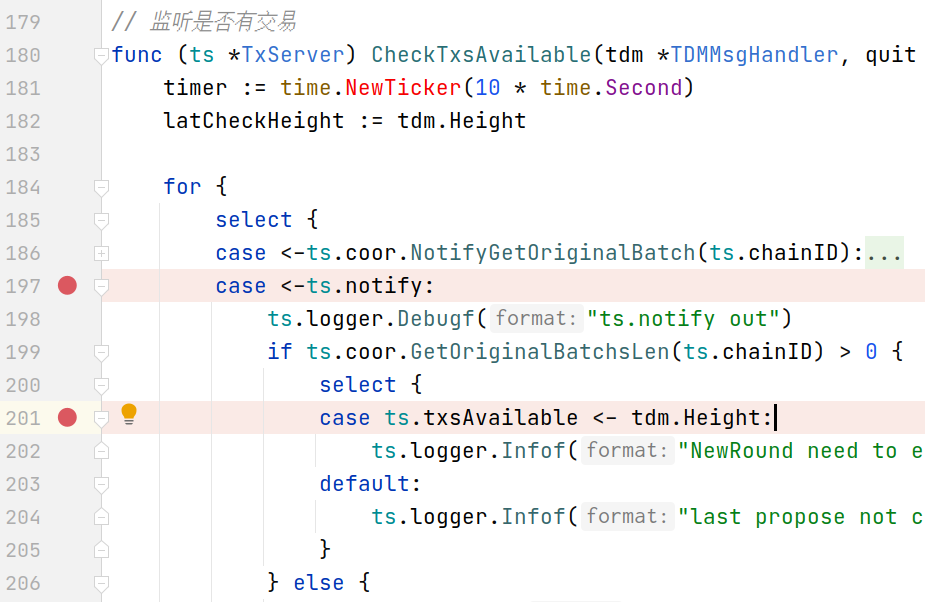 179 // 监听是否有交易
180 func (ts *TxServer) CheckTxsAvailable(tdm *TDMMsgHandler, quit
181 timer := time.NewTicker(10 * time.Second)
182 latCheckHeight := tdm.Height
183
184 for {
185 select {
186 case <-ts.coor.NotifyGetOriginalBatch(ts.chainID):...
197 case <-ts.notify:
198 ts.logger.Debugf( format: "ts.notify out")
199 if ts.coor.GetOriginalBatchsLen(ts.chainID) > 0 {
200 select {
201 case ts.txsAvailable <- tdm.Height:
202 ts.logger.Infof( format: "NewRound need to e
203 default:
204 ts.logger.Infof( format: "last propose not c
205 }
206 } else {